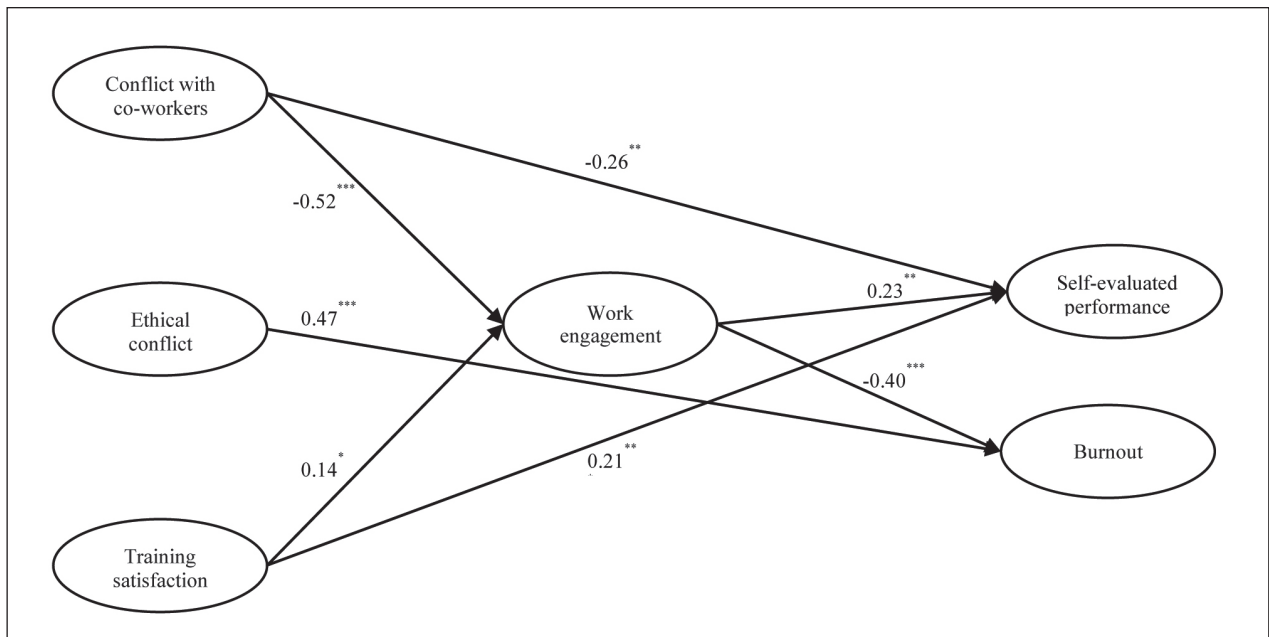 Conflict with
co-workers
-0.26**
-0.52***
Ethical
conflict
0.47***
Work
engagement
0.23**
Self-evaluated
performance
-0.40***
Burnout
0.14*
0.21**
*
Training
satisfaction